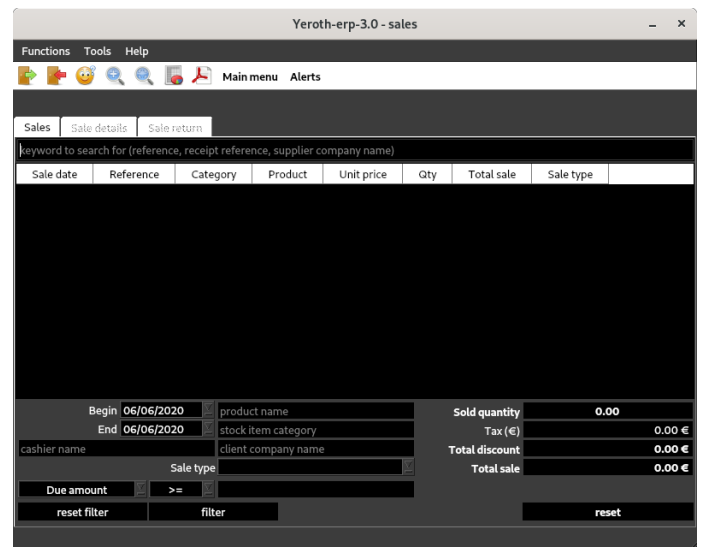 Yeroth-erp-3.0 - sales
Functions Tools Help
Main menu Alerts
Sales Sale details Sale return
keyword to search for (reference, receipt reference, supplier company name)
Sale date Reference Category Product Unit price Qty Total sale Sale type
Begin 06/06/2020 product name Sold quantity 0.00
End 06/06/2020 stock item category Tax (€) 0.00 €
cashier name client company name Total discount 0.00 €
Sale type Total sale 0.00 €
Due amount >=
reset filter filter reset